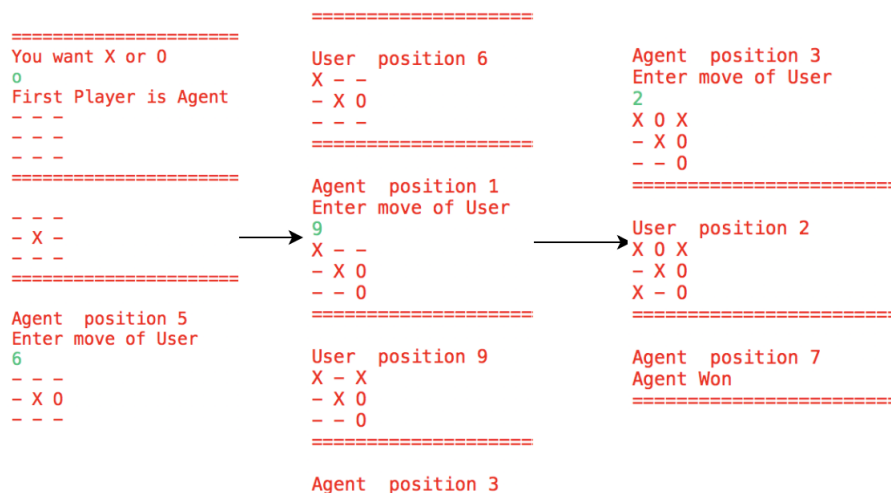 ======================
You want X or O
o
First Player is Agent
- - -
- - -
- - -
======================
- - -
- X -
- - -
======================
Agent  position 5
Enter move of User
6
- - -
- X O
- - -
======================
User  position 6
X - -
- X O
- - -
======================
Agent  position 1
Enter move of User
9
X - -
- X O
- - O
======================
User  position 9
X - X
- X O
- - O
======================
Agent  position 3
Agent  position 3
Enter move of User
2
X O X
- X O
- - O
=========================
User  position 2
X O X
- X O
X - O
=========================
Agent  position 7
Agent Won
=========================